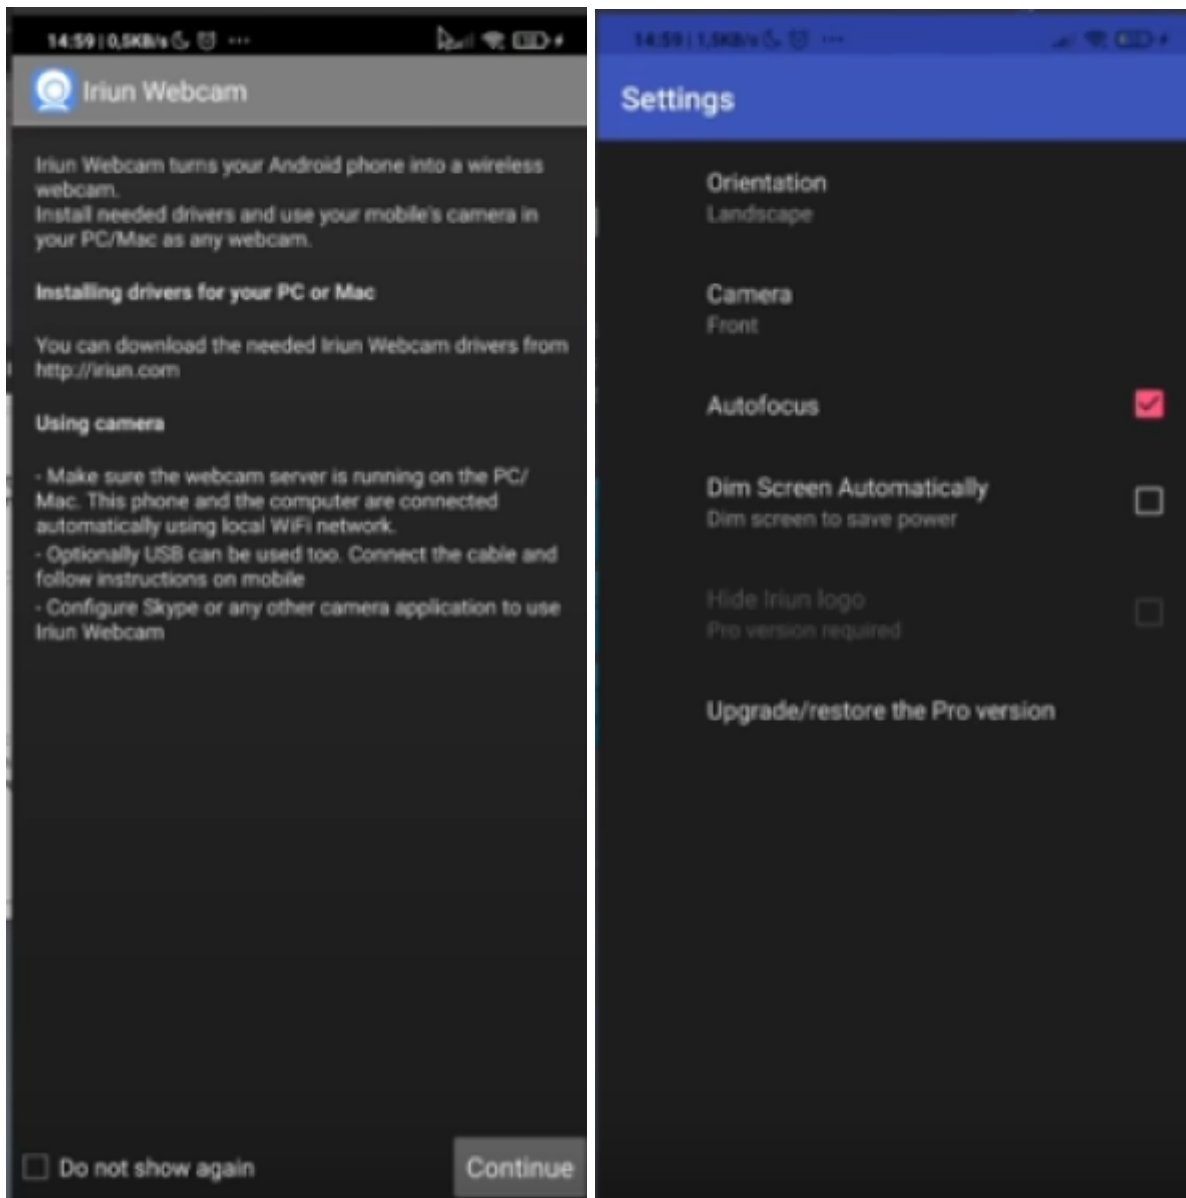 14:59 | 0,5KB/s
Iriun Webcam
Iriun Webcam turns your Android phone into a wireless
webcam.
Install needed drivers and use your mobile's camera in
your PC/Mac as any webcam.
Installing drivers for your PC or Mac
You can download the needed Iriun Webcam drivers from
http://iriun.com
Using camera
- Make sure the webcam server is running on the PC/
Mac. This phone and the computer are connected
automatically using local WiFi network.
- Optionally USB can be used too. Connect the cable and
follow instructions on mobile
- Configure Skype or any other camera application to use
Iriun Webcam
Do not show again
Continue
14:59 | 1,5KB/s
Settings
Orientation
Landscape
Camera
Front
Autofocus
Dim Screen Automatically
Dim screen to save power
Hide Iriun logo
Pro version required
Upgrade/restore the Pro version